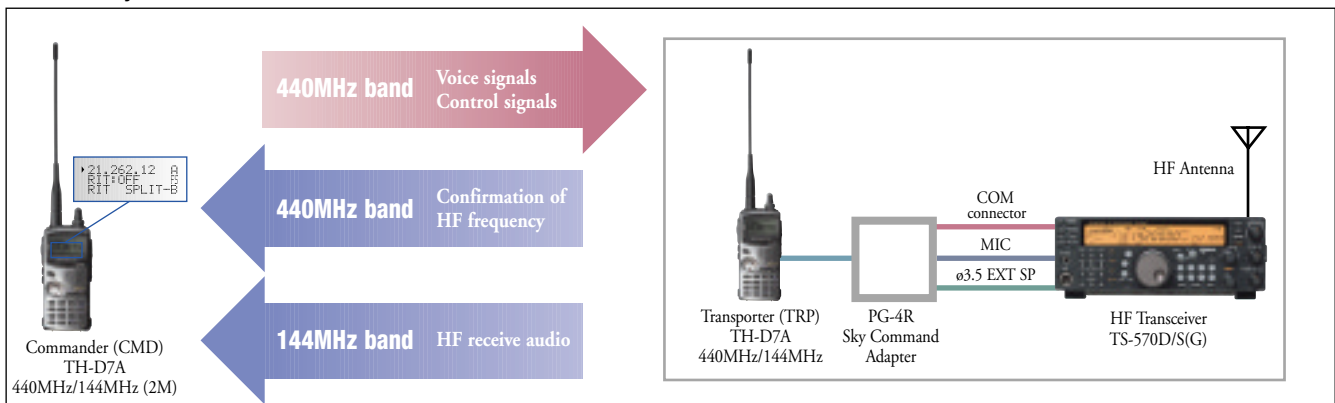 440MHz band
Voice signals
Control signals
440MHz band
Confirmation of
HF frequency
144MHz band
HF receive audio
21.262.12 A
RIT:OFF
RIT SPLIT-B
Commander (CMD)
TH-D7A
440MHz/144MHz (2M)
HF Antenna
COM
connector
MIC
ø3.5 EXT SP
Transporter (TRP)
TH-D7A
440MHz/144MHz
PG-4R
Sky Command
Adapter
HF Transceiver
TS-570D/S(G)